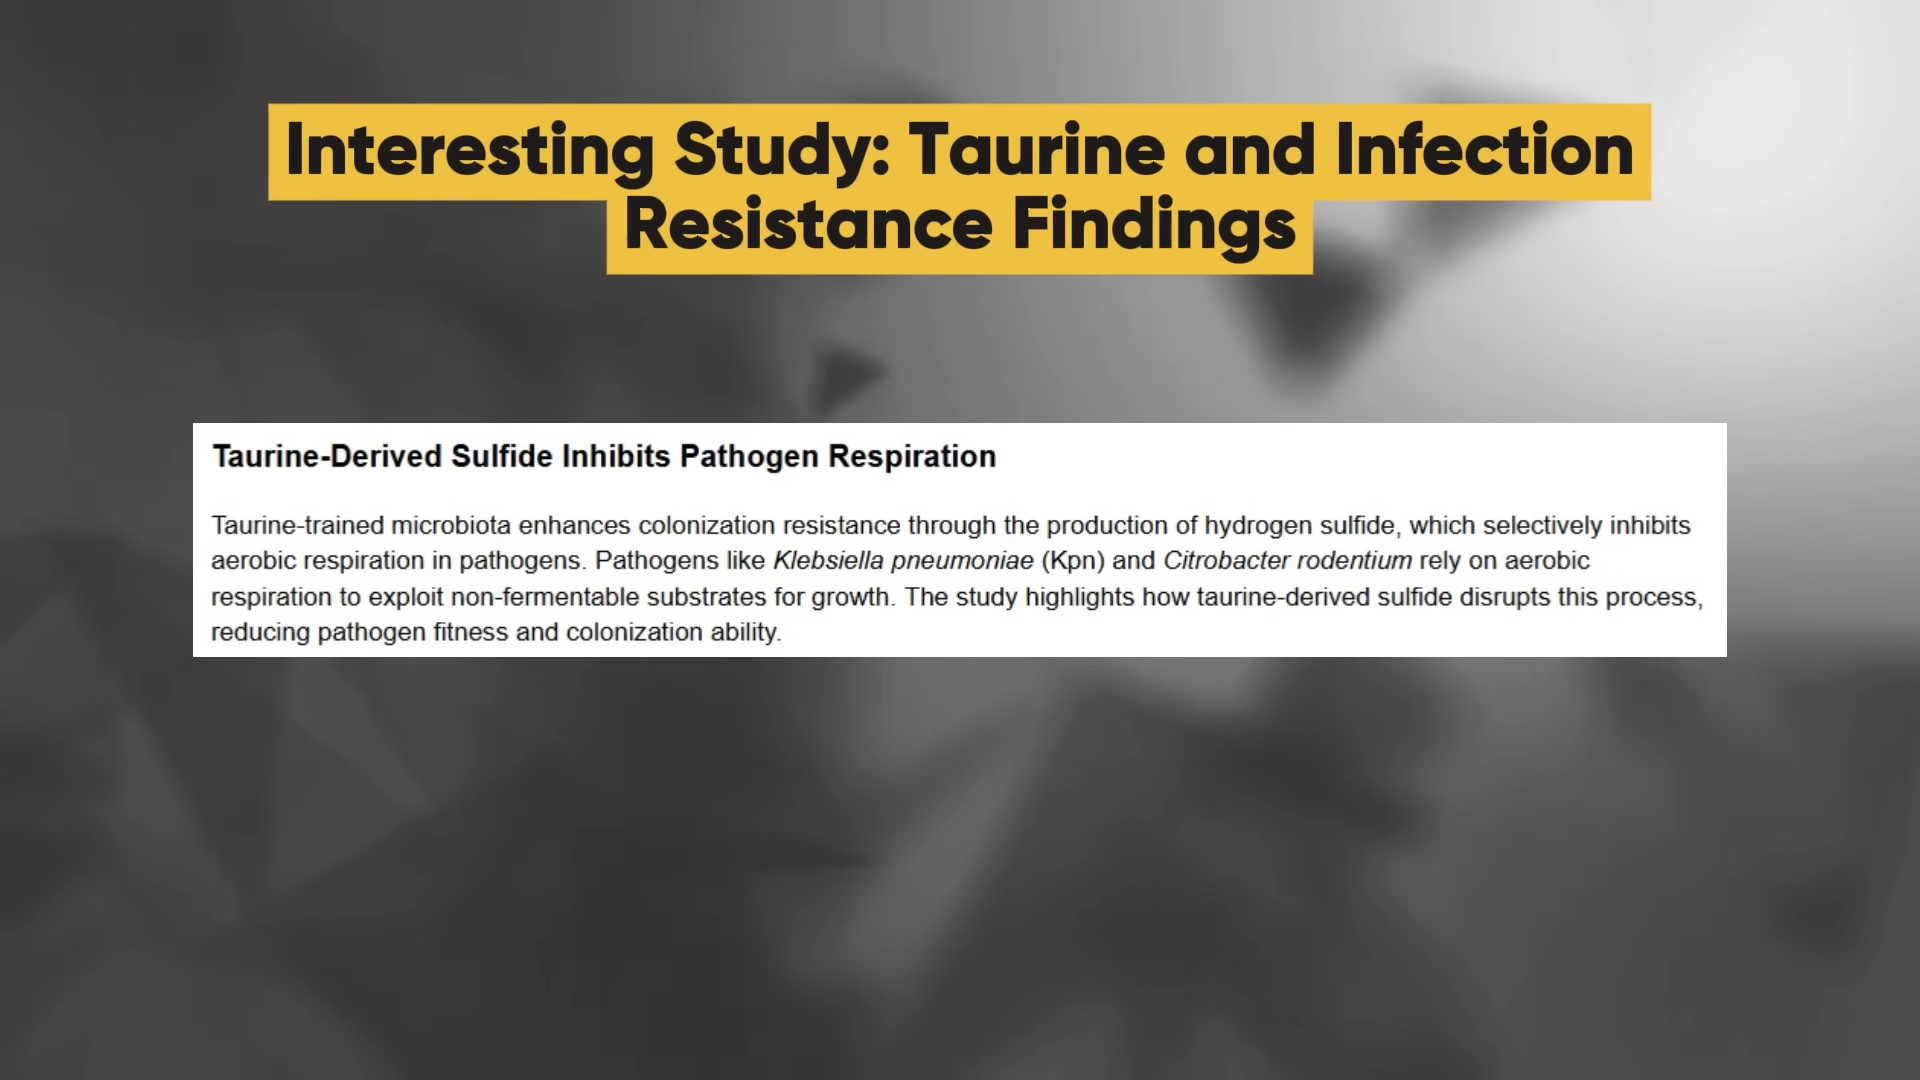 Interesting Study: Taurine and Infection
Resistance Findings
Taurine-Derived Sulfide Inhibits Pathogen Respiration
Taurine-trained microbiota enhances colonization resistance through the production of hydrogen sulfide, which selectively inhibits
aerobic respiration in pathogens. Pathogens like Klebsiella pneumoniae (Kpn) and Citrobacter rodentium rely on aerobic
respiration to exploit non-fermentable substrates for growth. The study highlights how taurine-derived sulfide disrupts this process,
reducing pathogen fitness and colonization ability.